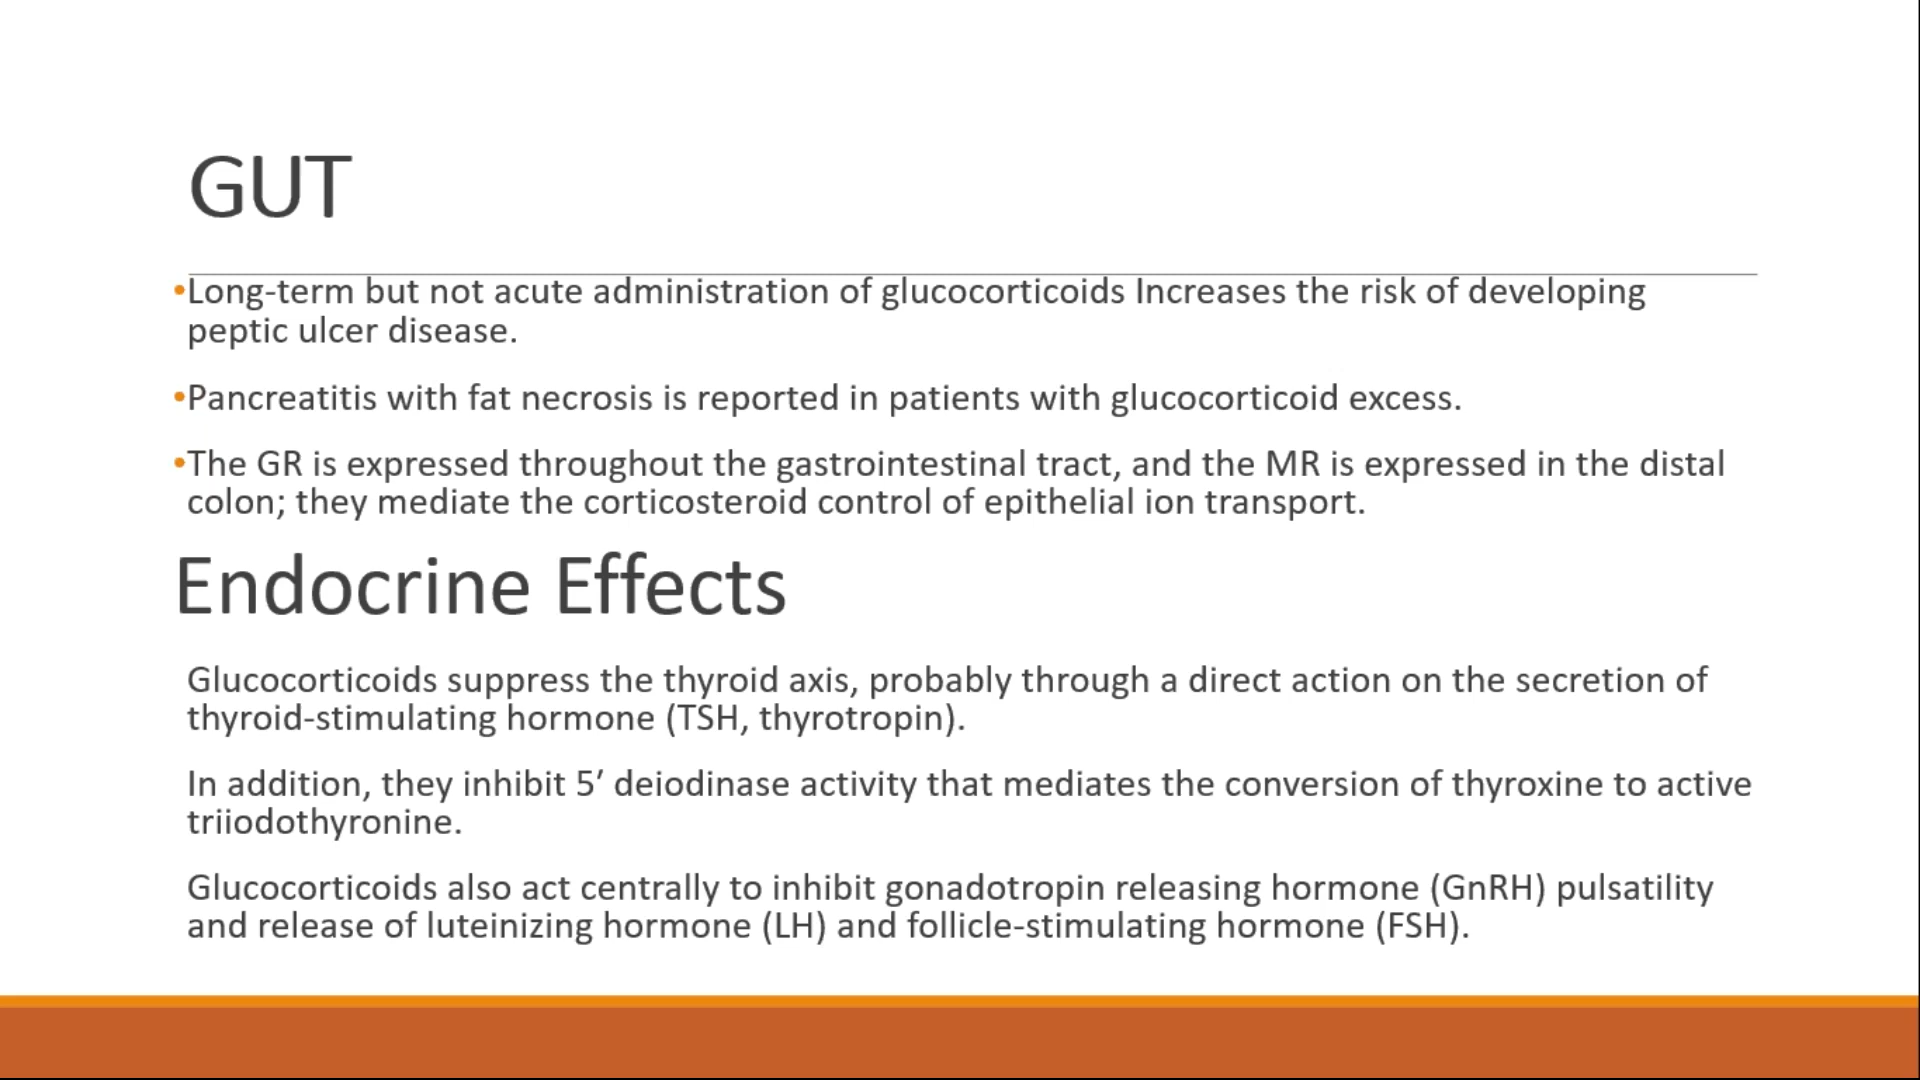 GUT
•Long-term but not acute administration of glucocorticoids Increases the risk of developing
peptic ulcer disease.
•Pancreatitis with fat necrosis is reported in patients with glucocorticoid excess.
•The GR is expressed throughout the gastrointestinal tract, and the MR is expressed in the distal
colon; they mediate the corticosteroid control of epithelial ion transport.
Endocrine Effects
Glucocorticoids suppress the thyroid axis, probably through a direct action on the secretion of
thyroid-stimulating hormone (TSH, thyrotropin).
In addition, they inhibit 5′ deiodinase activity that mediates the conversion of thyroxine to active
triiodothyronine.
Glucocorticoids also act centrally to inhibit gonadotropin releasing hormone (GnRH) pulsatility
and release of luteinizing hormone (LH) and follicle-stimulating hormone (FSH).